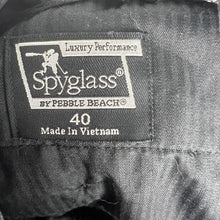 Luxury Performance
Spyglass®
BY PEBBLE BEACH®
40
Made In Vietnam